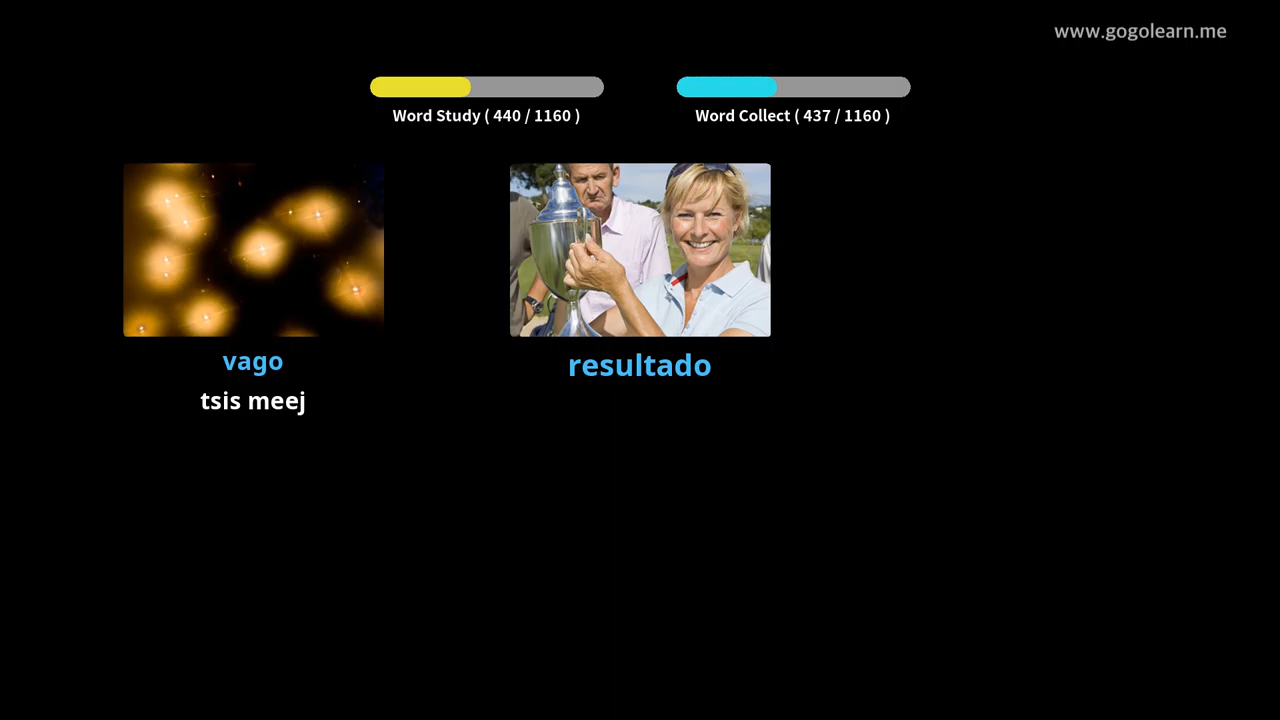 www.gogolearn.me
Word Study ( 440 / 1160 )
Word Collect ( 437 / 1160 )
vago
tsis meej
resultado